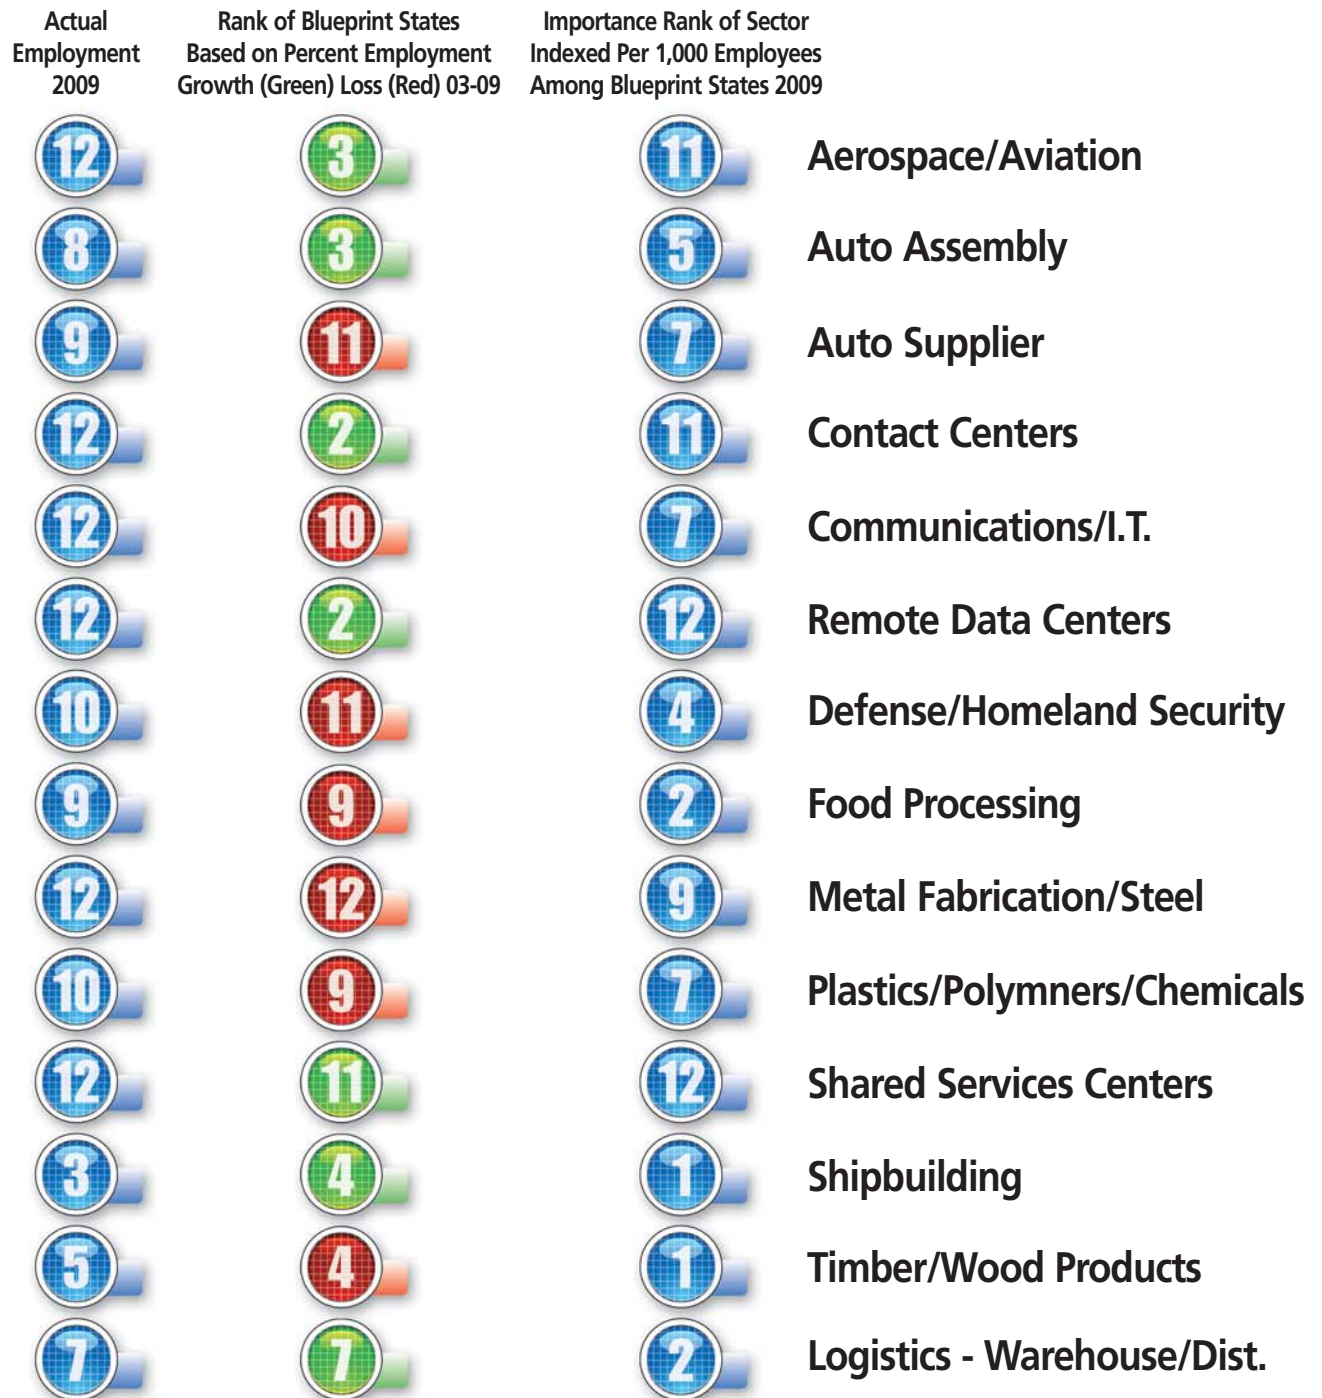 Actual
Employment
2009
Rank of Blueprint States
Based on Percent Employment
Growth (Green) Loss (Red) 03-09
Importance Rank of Sector
Indexed Per 1,000 Employees
Among Blueprint States 2009
12 3 11 Aerospace/Aviation
8 3 5 Auto Assembly
9 11 7 Auto Supplier
12 2 11 Contact Centers
12 10 7 Communications/I.T.
12 2 12 Remote Data Centers
10 11 4 Defense/Homeland Security
9 9 2 Food Processing
12 12 9 Metal Fabrication/Steel
10 9 7 Plastics/Polymners/Chemicals
12 11 12 Shared Services Centers
3 4 1 Shipbuilding
5 4 1 Timber/Wood Products
7 7 2 Logistics - Warehouse/Dist.